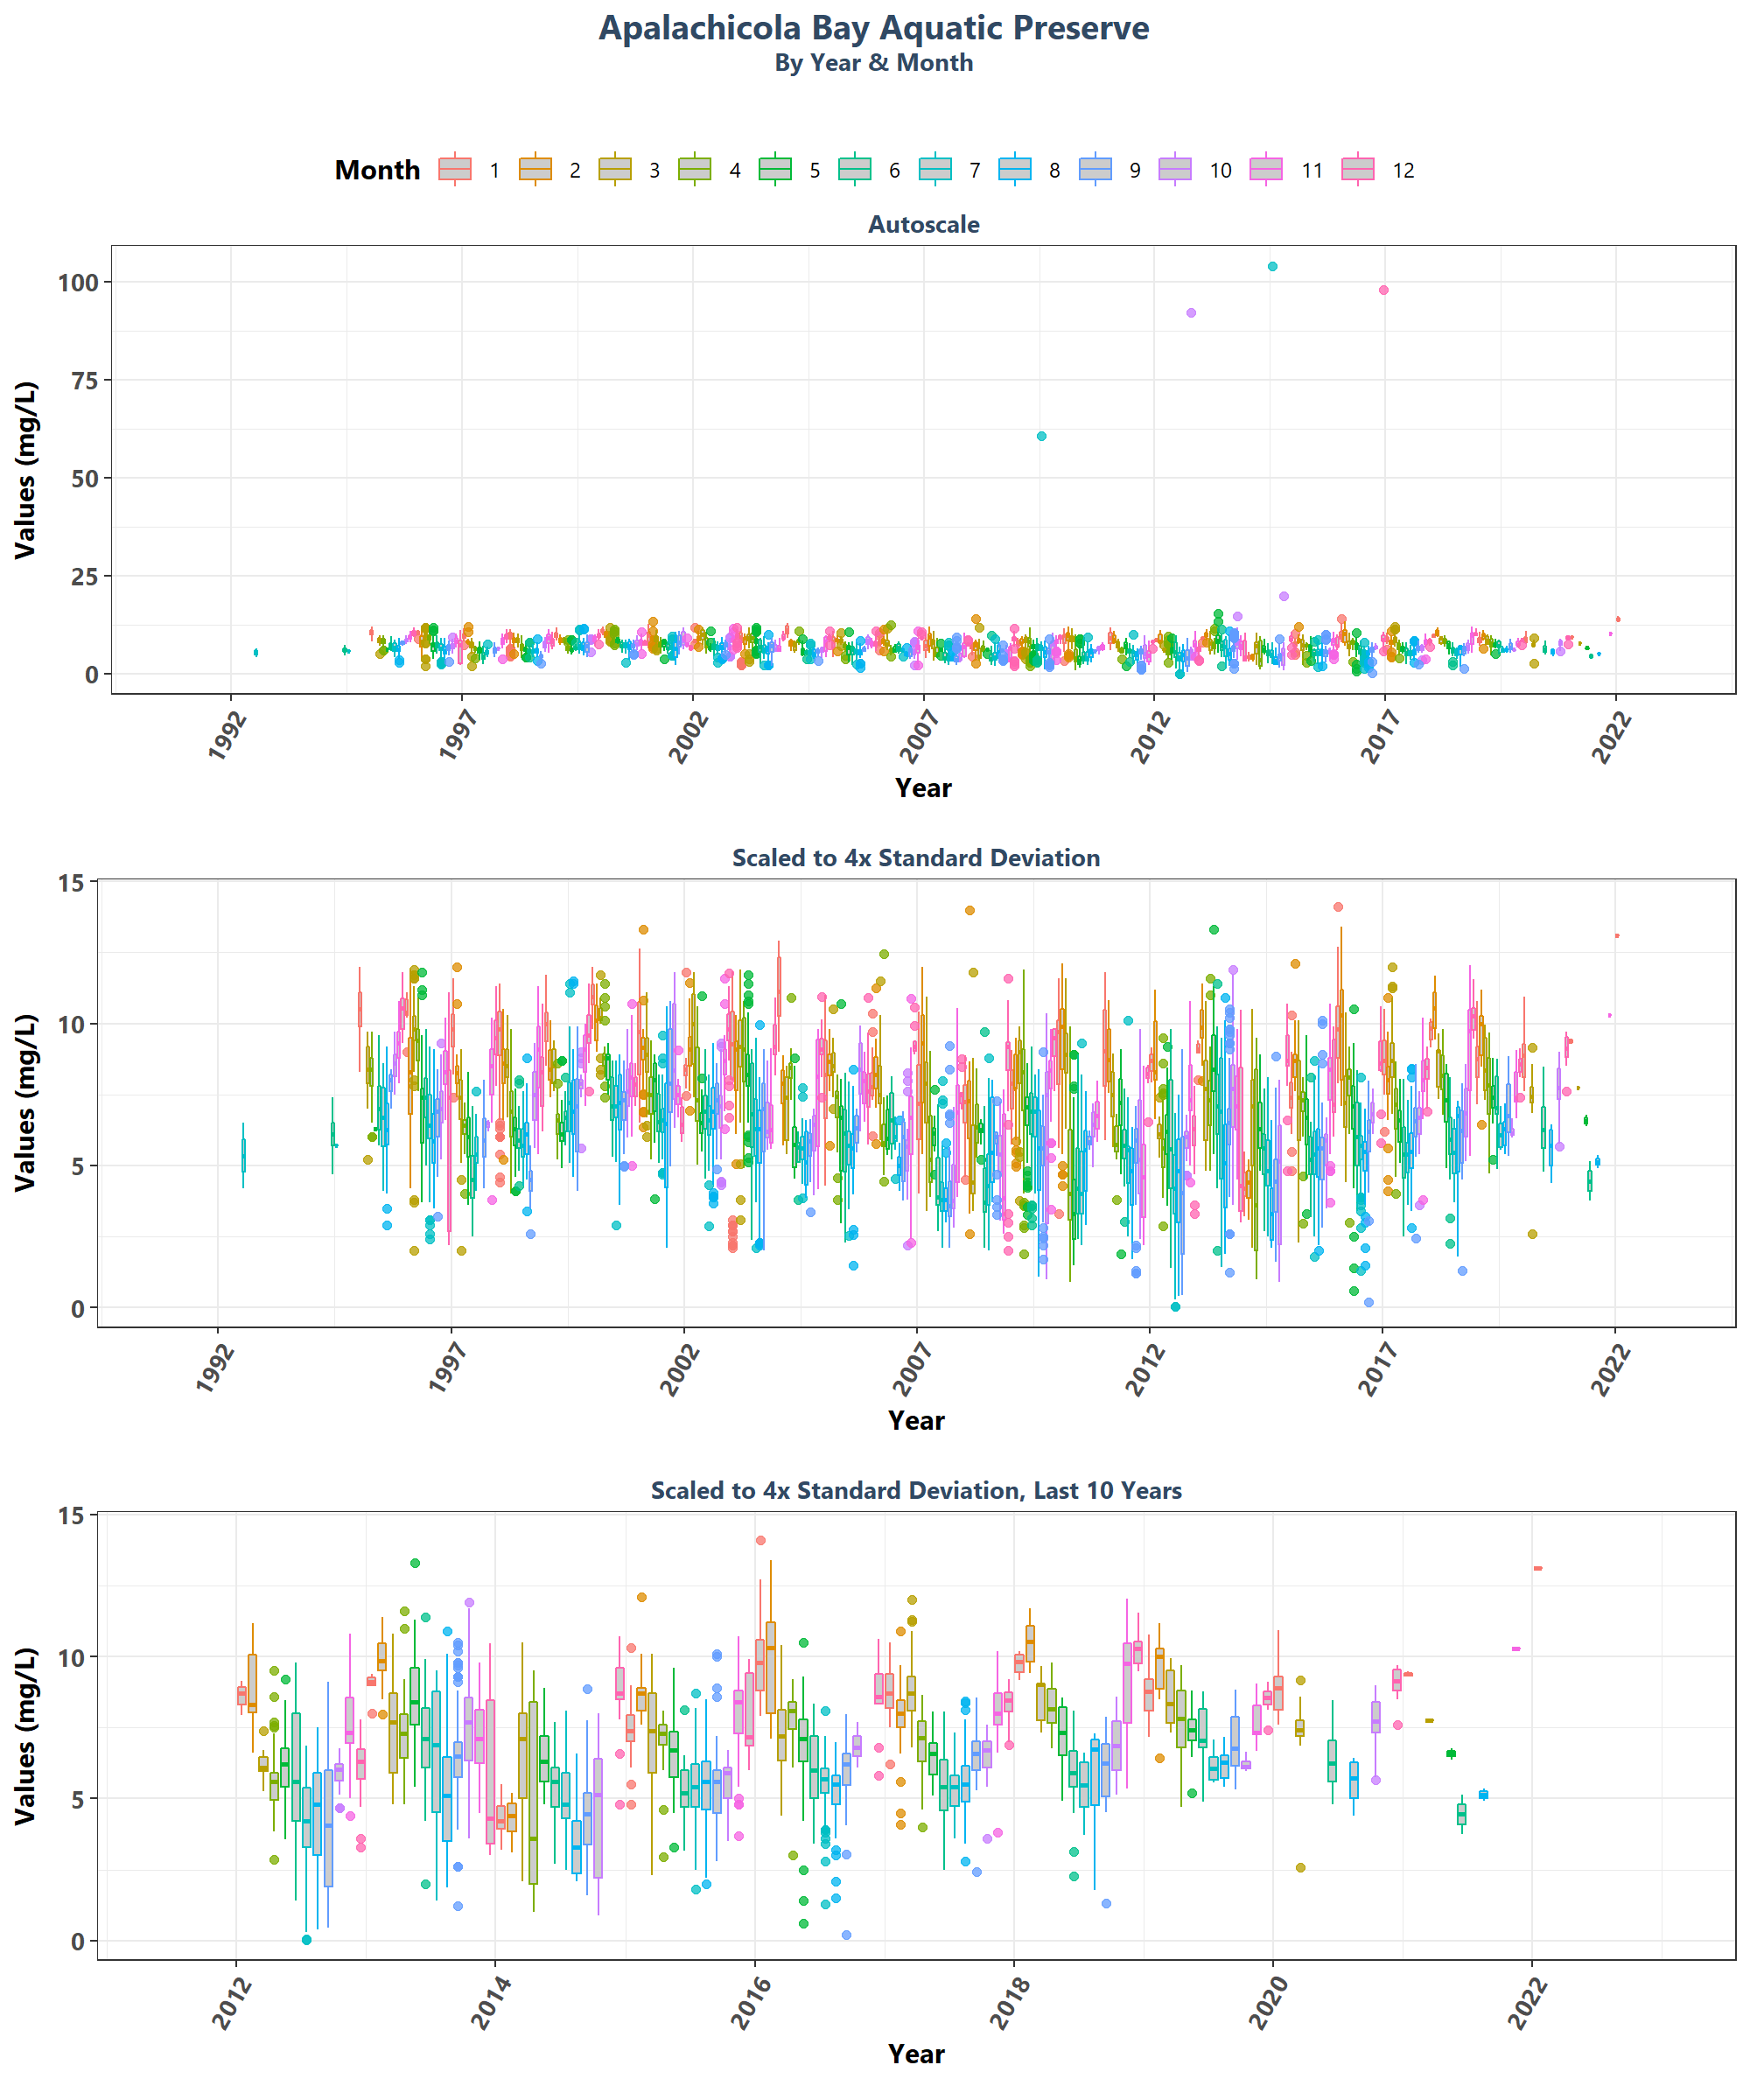 Apalachicola Bay Aquatic Preserve
By Year & Month
Month 1 2 3 4 5 6 7 8 9 10 11 12
Autoscale
Values (mg/L)
100
75
50
25
0
1992 1997 2002 2007 2012 2017 2022
Year
Scaled to 4x Standard Deviation
Values (mg/L)
15
10
5
0
1992 1997 2002 2007 2012 2017 2022
Year
Scaled to 4x Standard Deviation, Last 10 Years
Values (mg/L)
15
10
5
0
2012 2014 2016 2018 2020 2022
Year